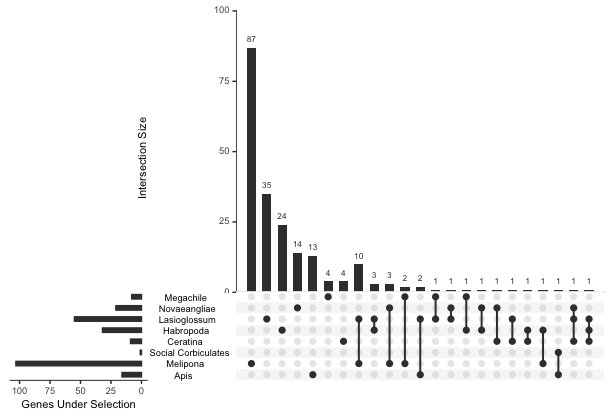 100
87
75
Intersection Size
50
35
25
24
14
13
4
4
10
3
3
2
2
1
1
1
1
1
1
1
1
1
1
1
0
Megachile
Novaeangliae
Lasioglossum
Habropoda
Ceratina
Social Corbiculates
Melipona
Apis
100 75 50 25 0
Genes Under Selection